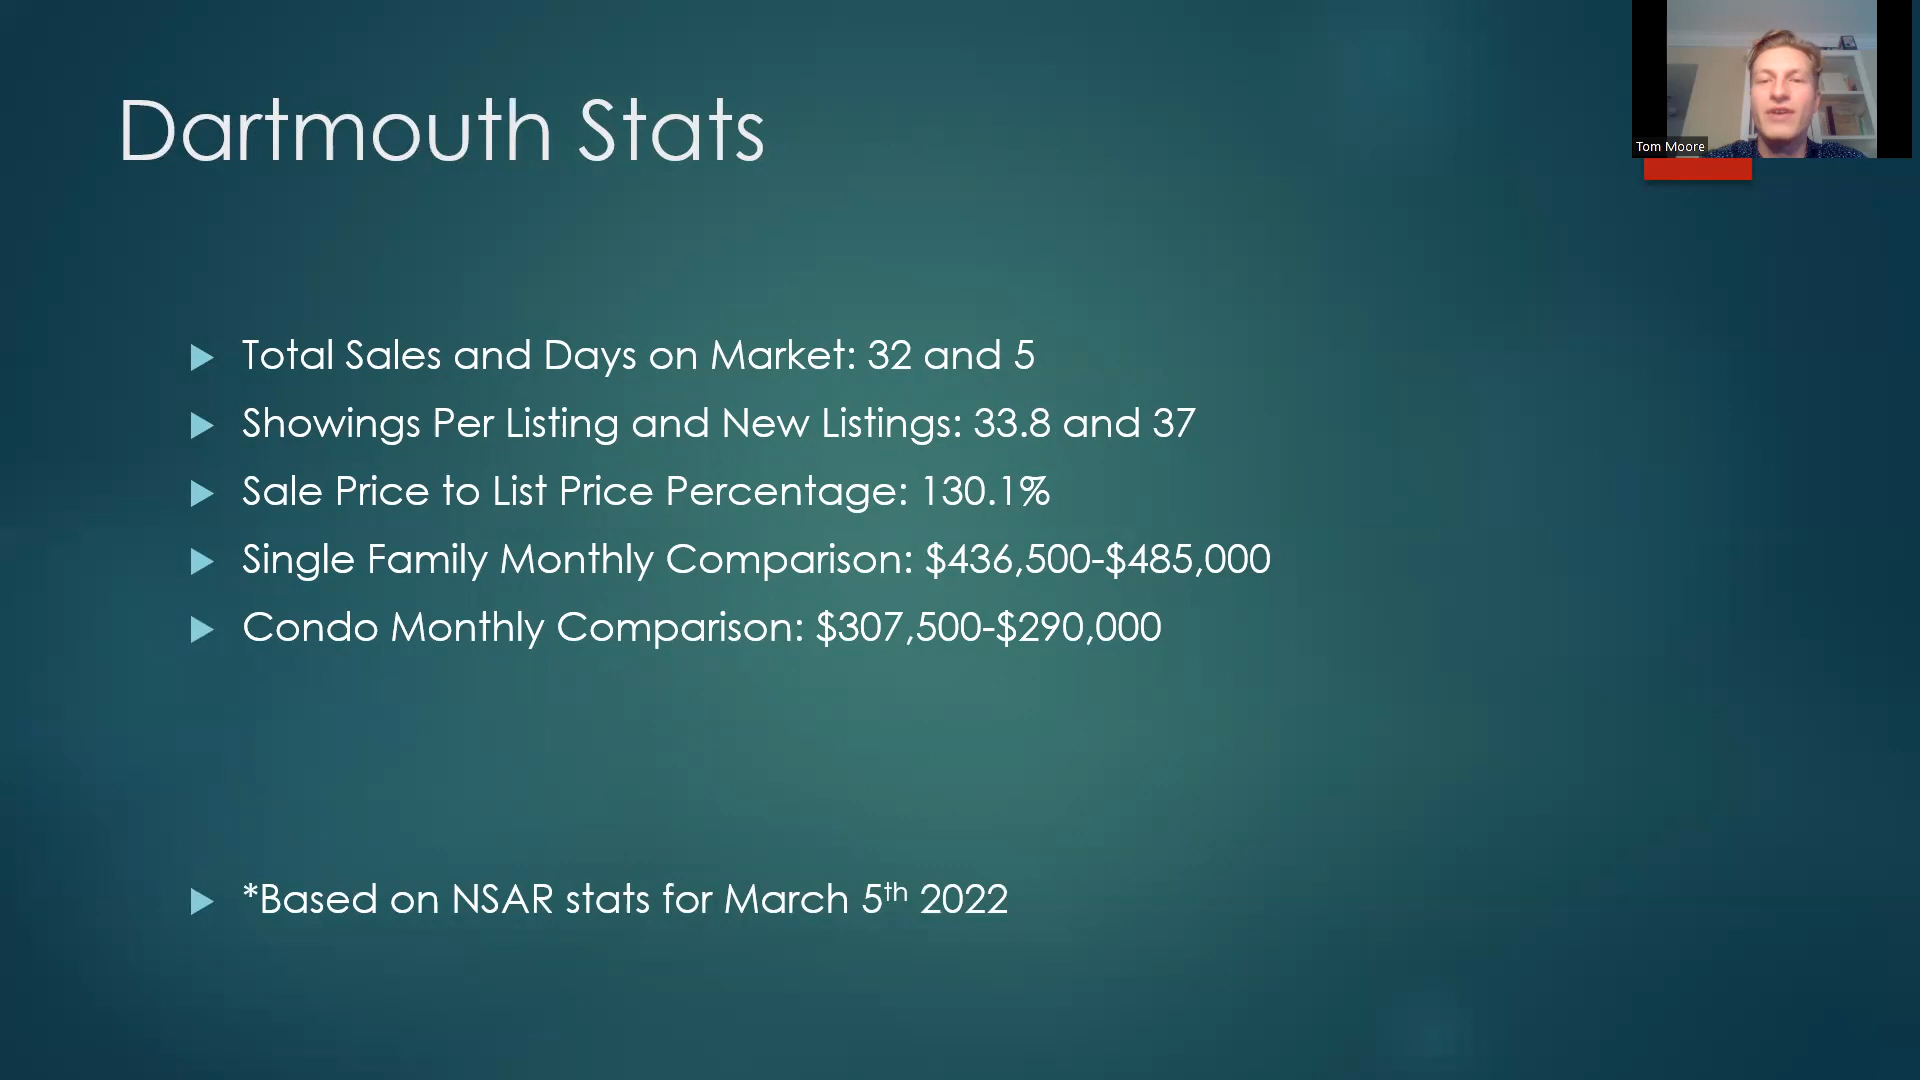 Dartmouth Stats
Tom Moore
Total Sales and Days on Market: 32 and 5
Showings Per Listing and New Listings: 33.8 and 37
Sale Price to List Price Percentage: 130.1%
Single Family Monthly Comparison: $436,500-$485,000
Condo Monthly Comparison: $307,500-$290,000
*Based on NSAR stats for March 5th 2022